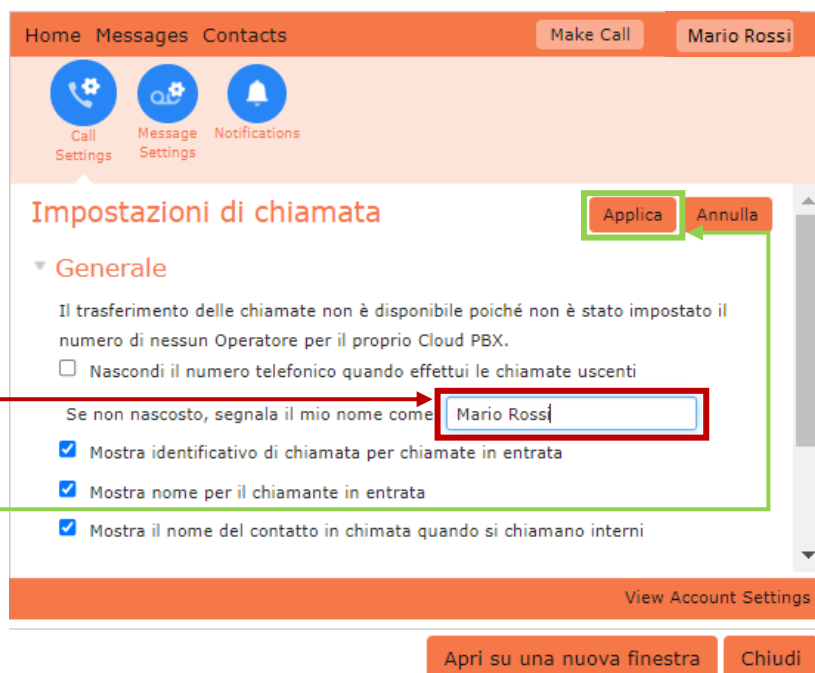 Home Messages Contacts Make Call Mario Rossi
Call Settings
Message Settings
Notifications
Impostazioni di chiamata Applica Annulla
Generale
Il trasferimento delle chiamate non è disponibile poiché non è stato impostato il
numero di nessun Operatore per il proprio Cloud PBX.
Nascondi il numero telefonico quando effettui le chiamate uscenti
Se non nascosto, segnala il mio nome come Mario Rossi
Mostra identificativo di chiamata per chiamate in entrata
Mostra nome per il chiamante in entrata
Mostra il nome del contatto in chimata quando si chiamano interni
View Account Settings
Apri su una nuova finestra Chiudi